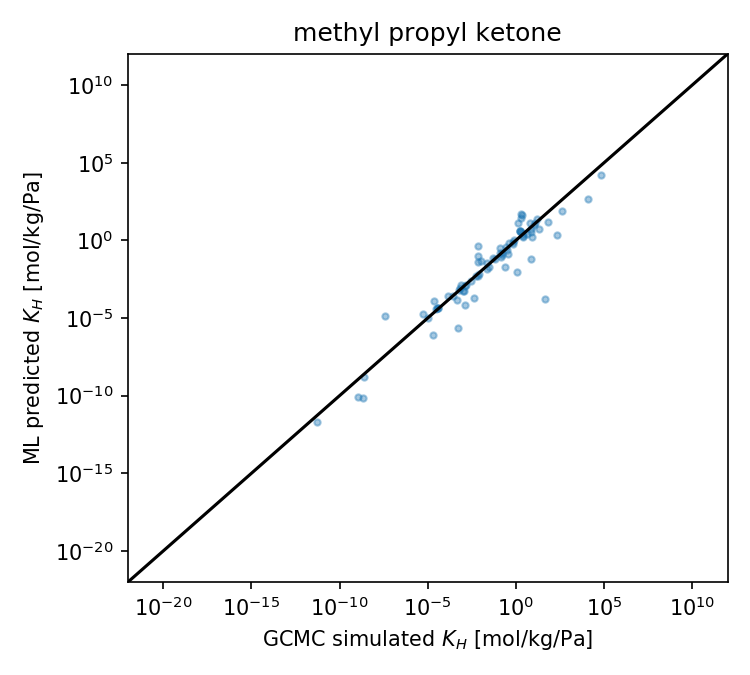 methyl propyl ketone
ML predicted K_H [mol/kg/Pa]
10^10
10^5
10^0
10^−5
10^−10
10^−15
10^−20
10^−20 10^−15 10^−10 10^−5 10^0 10^5 10^10
GCMC simulated K_H [mol/kg/Pa]